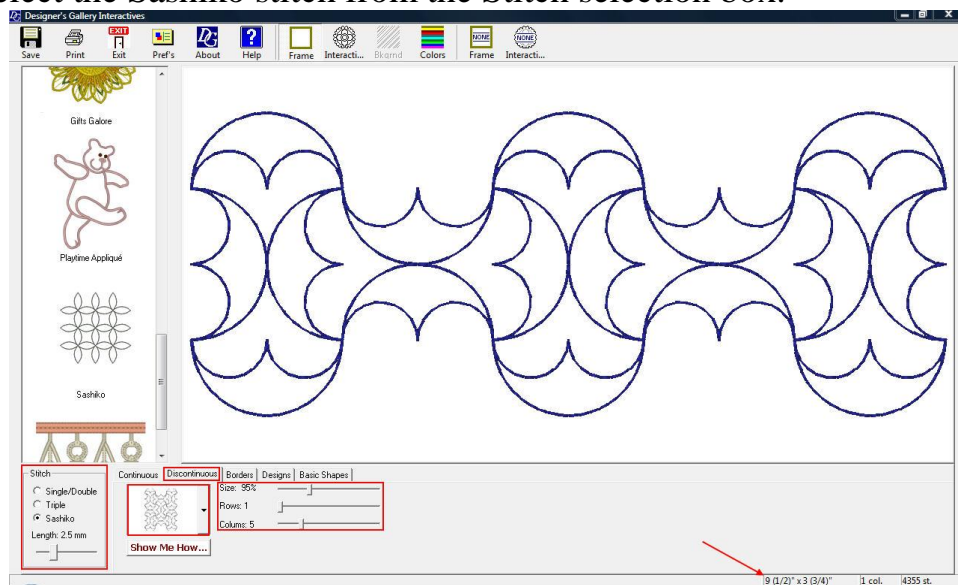 elect the Sashiko stitch from the Stitch selection box.
Designer's Gallery Interactives
Save Print Exit Pref's About Help Frame Interacti... Bkgrnd Colors Frame Interacti...
EXIT
DG
?
NONE
NONE
Gifts Galore
Playtime Appliqué
Sashiko
Stitch
Single/Double
Triple
Sashiko
Length: 2.5 mm
Continuous Discontinuous Borders Designs Basic Shapes
Size: 95%
Rows: 1
Colums: 5
Show Me How...
9 (1/2)" x 3 (3/4)" 1 col. 4355 st.